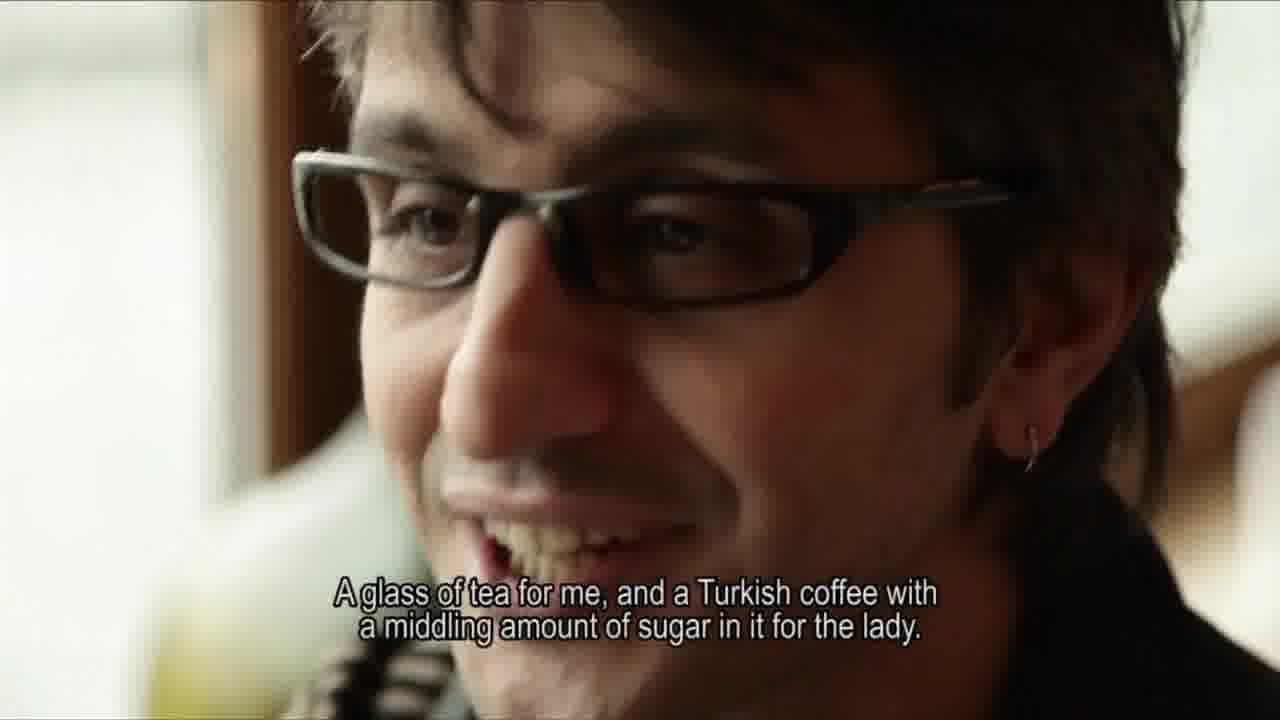 A glass of tea for me, and a Turkish coffee with
a middling amount of sugar in it for the lady.